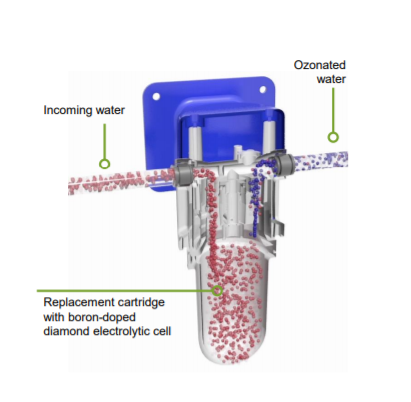 Ozonated
water
Incoming water
Replacement cartridge
with boron-doped
diamond electrolytic cell